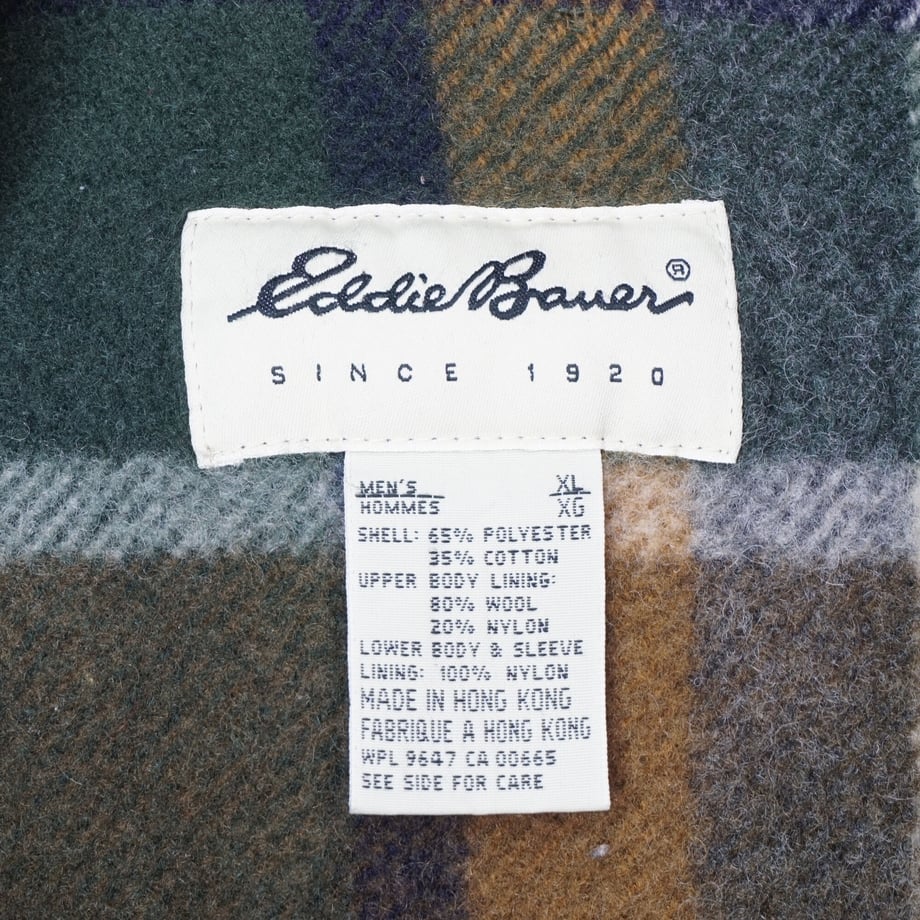 Eddie Bauer®
SINCE 1920
MEN'S XL
HOMMES XG
SHELL: 65% POLYESTER
35% COTTON
UPPER BODY LINING:
80% WOOL
20% NYLON
LOWER BODY & SLEEVE
LINING: 100% NYLON
MADE IN HONG KONG
FABRIQUE A HONG KONG
WPL 9647 CA 00665
SEE SIDE FOR CARE